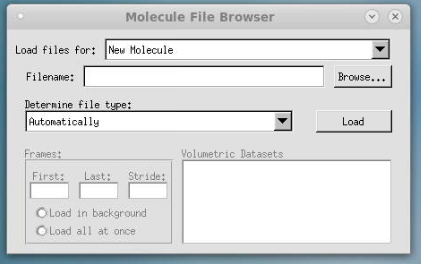 Molecule File Browser
Load files for: New Molecule
Filename: Browse...
Determine file type:
Automatically Load
Frames: Volumetric Datasets
First: Last: Stride:
Load in background
Load all at once